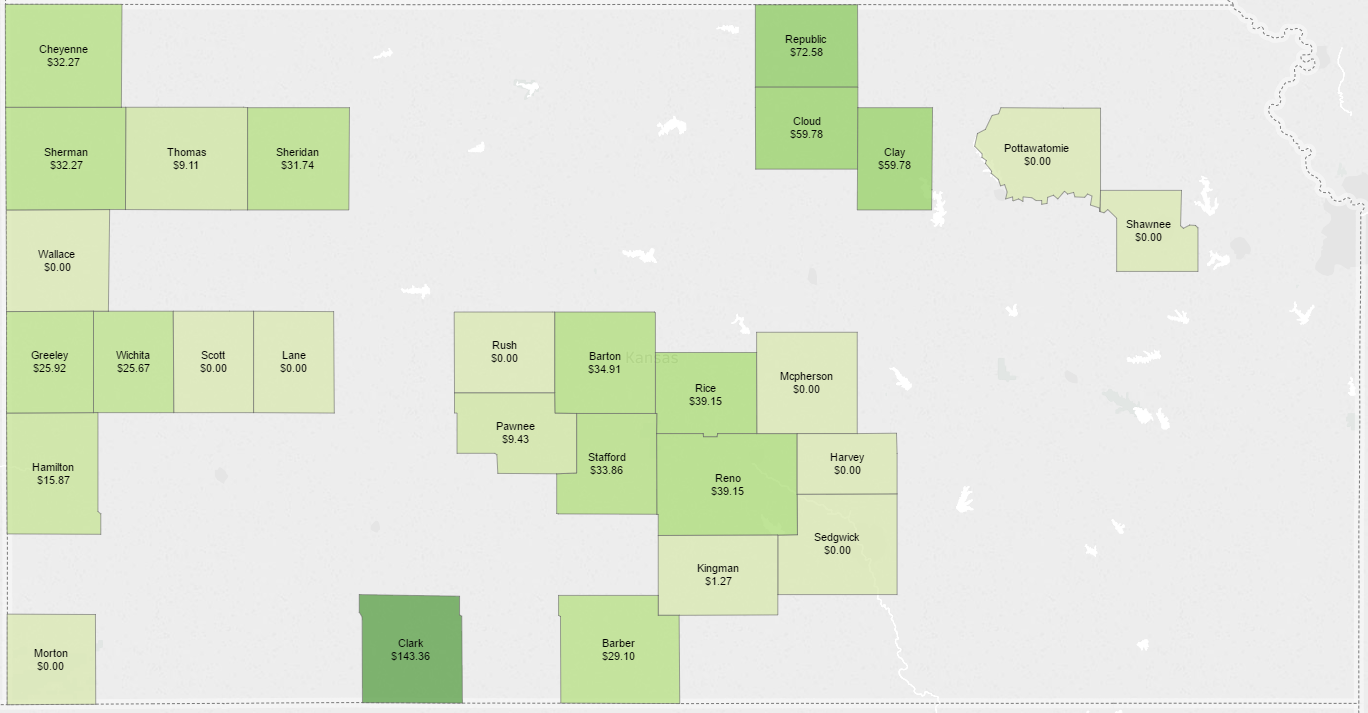 Cheyenne
$32.27
Republic
$72.58
Cloud
$59.78
Clay
$59.78
Pottawatomie
$0.00
Sherman
$32.27
Thomas
$9.11
Sheridan
$31.74
Shawnee
$0.00
Wallace
$0.00
Greeley
$25.92
Wichita
$25.67
Scott
$0.00
Lane
$0.00
Rush
$0.00
Barton
$34.91
Kansas
Rice
$39.15
Mcpherson
$0.00
Pawnee
$9.43
Stafford
$33.86
Reno
$39.15
Harvey
$0.00
Hamilton
$15.87
Sedgwick
$0.00
Kingman
$1.27
Morton
$0.00
Clark
$143.36
Barber
$29.10